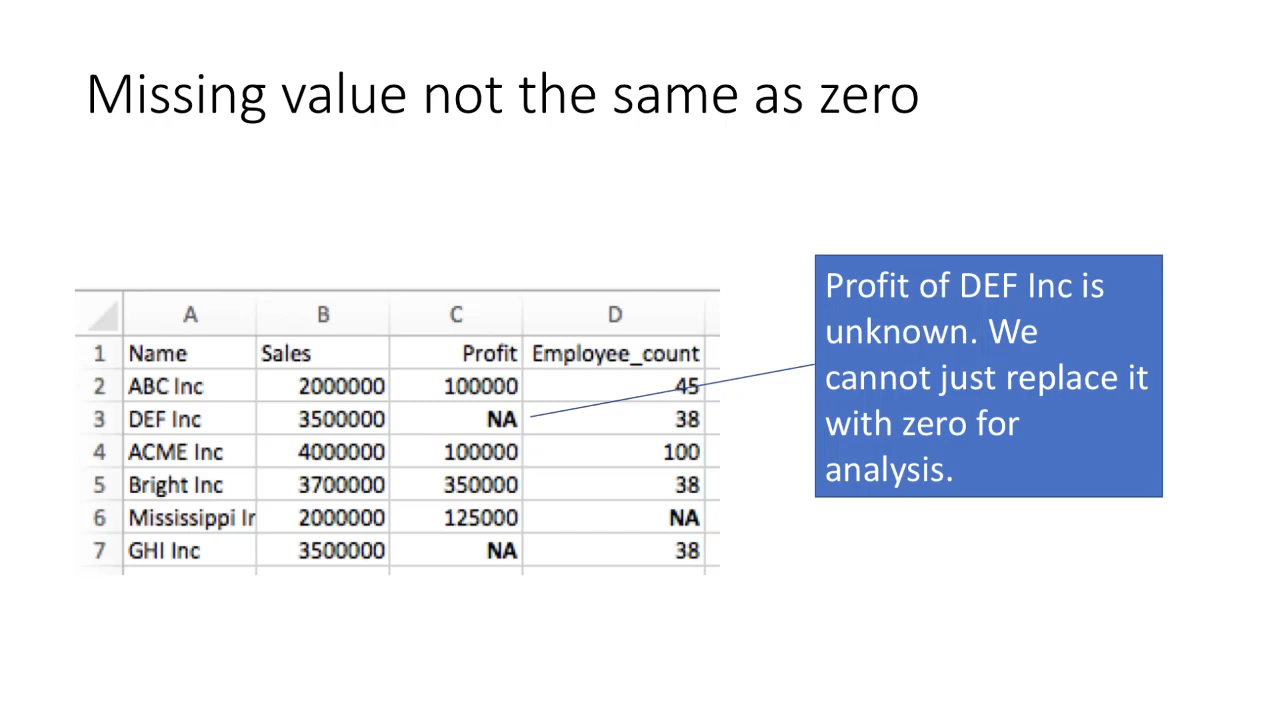 Missing value not the same as zero
A B C D
1 Name Sales Profit Employee_count
2 ABC Inc 2000000 100000 45
3 DEF Inc 3500000 NA 38
4 ACME Inc 4000000 100000 100
5 Bright Inc 3700000 350000 38
6 Mississippi Ir 2000000 125000 NA
7 GHI Inc 3500000 NA 38
Profit of DEF Inc is
unknown. We
cannot just replace it
with zero for
analysis.